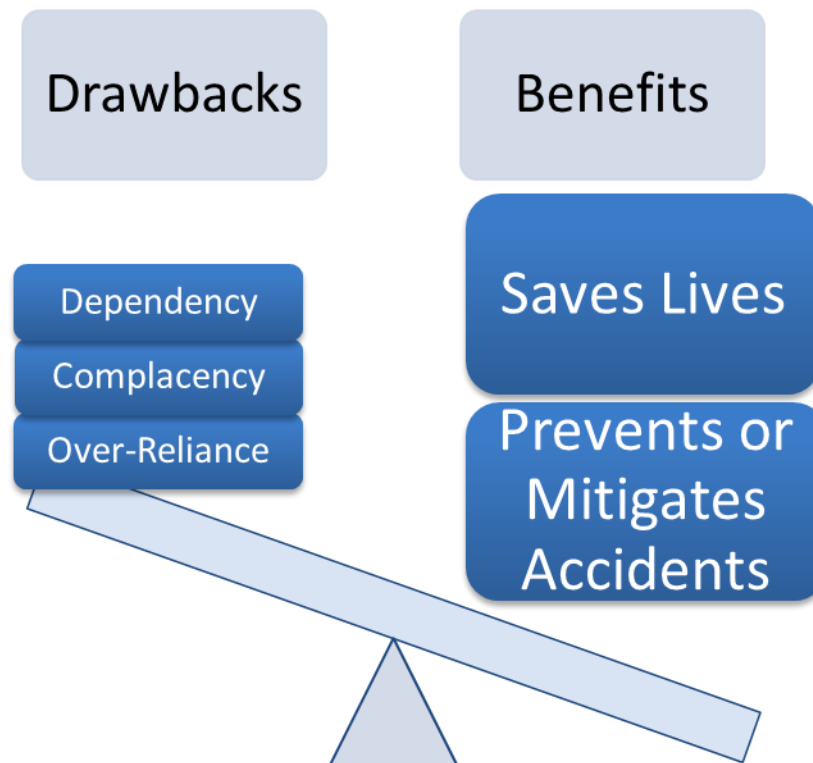 Drawbacks
Benefits
Dependency
Complacency
Over-Reliance
Saves Lives
Prevents or
Mitigates
Accidents